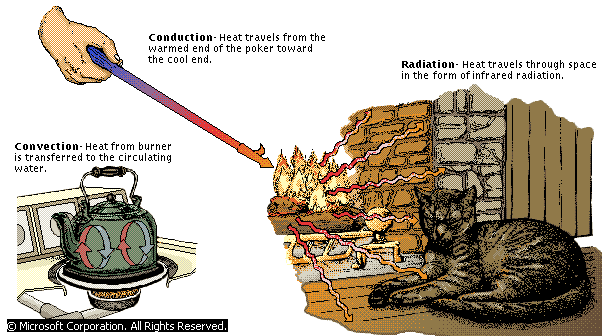 Conduction- Heat travels from the
warmed end of the poker toward
the cool end.
Radiation- Heat travels through space
in the form of infrared radiation.
Convection- Heat from burner
is transferred to the circulating
water.
© Microsoft Corporation. All Rights Reserved.